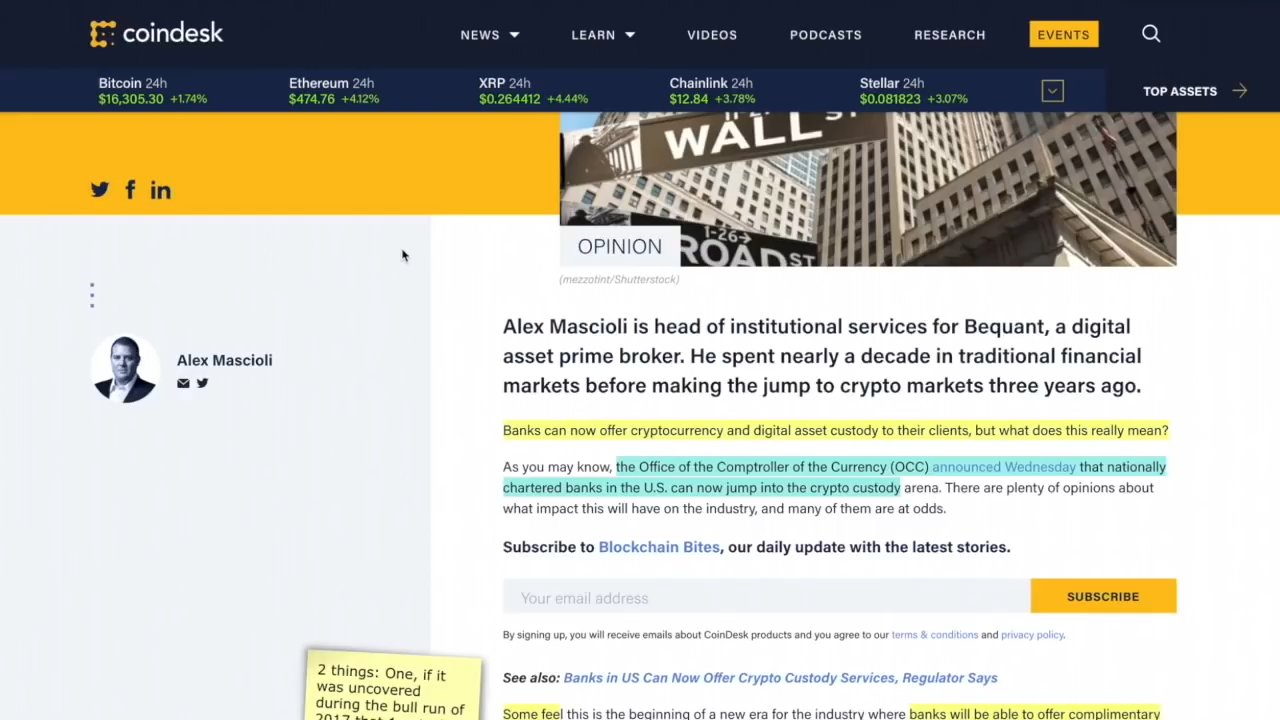 coindesk
NEWS LEARN VIDEOS PODCASTS RESEARCH EVENTS
Bitcoin 24h Ethereum 24h XRP 24h Chainlink 24h Stellar 24h
$16,305.30 +1.74% $474.76 +4.12% $0.264412 +4.44% $12.84 +3.78% $0.081823 +3.07%
TOP ASSETS
WALL ST
1-26
ROAD ST
OPINION
(mezzotint/Shutterstock)
Alex Mascioli is head of institutional services for Bequant, a digital
asset prime broker. He spent nearly a decade in traditional financial
markets before making the jump to crypto markets three years ago.
Alex Mascioli
Banks can now offer cryptocurrency and digital asset custody to their clients, but what does this really mean?
As you may know, the Office of the Comptroller of the Currency (OCC) announced Wednesday that nationally
chartered banks in the U.S. can now jump into the crypto custody arena. There are plenty of opinions about
what impact this will have on the industry, and many of them are at odds.
Subscribe to Blockchain Bites, our daily update with the latest stories.
Your email address
SUBSCRIBE
By signing up, you will receive emails about CoinDesk products and you agree to our terms & conditions and privacy policy.
See also: Banks in US Can Now Offer Crypto Custody Services, Regulator Says
Some feel this is the beginning of a new era for the industry where banks will be able to offer complimentary
2 things: One, if it
was uncovered
during the bull run of
2017 that